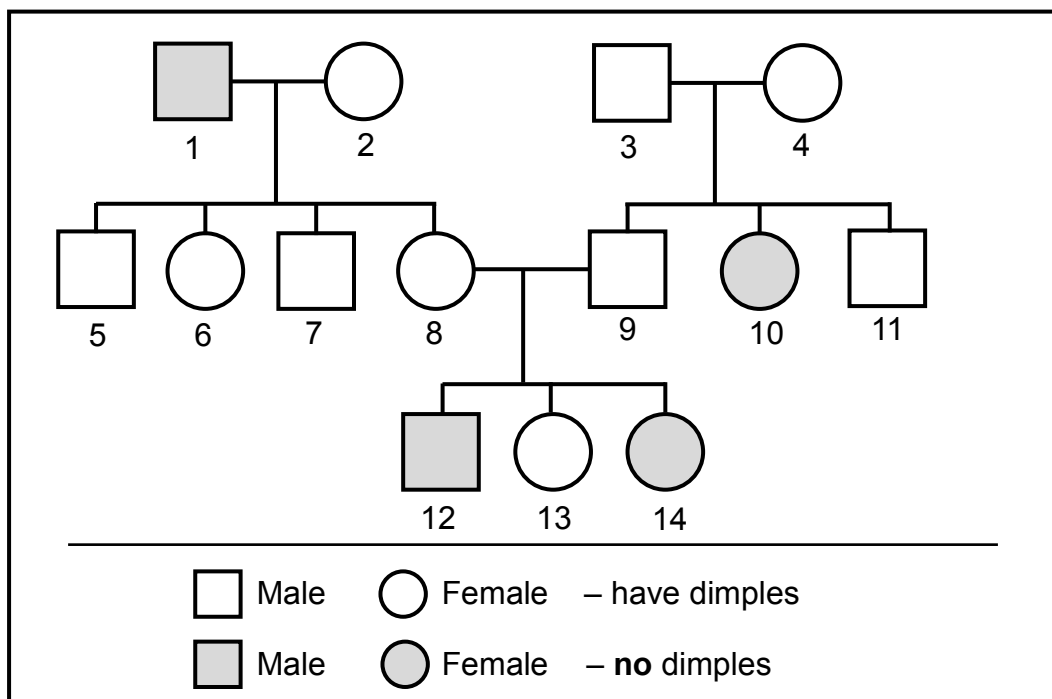 1 2 3 4
5 6 7 8 9 10 11
12 13 14
Male Female – have dimples
Male Female – no dimples